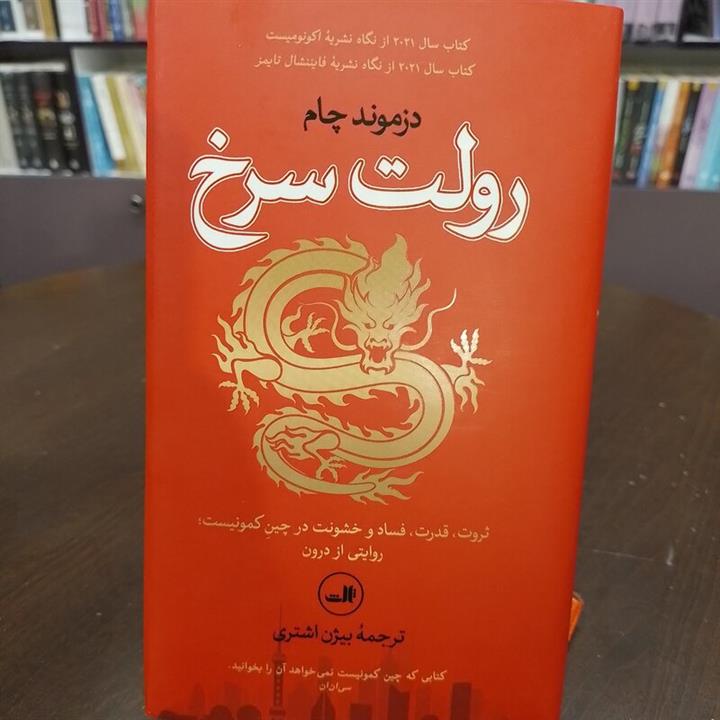 کتاب سال ۲۰۲۱ از نگاه نشریهٔ اکونومیست
کتاب سال ۲۰۲۱ از نگاه نشریهٔ فایننشال تایمز
دزموند چام
رولت سرخ
ثروت، قدرت، فساد و خشونت در چینِ کمونیست؛
روایتی از درون
ثالث
ترجمهٔ بیژن اشتری
کتابی که چین کمونیست نمی‌خواهد آن را بخوانید.
سی‌ان‌ان